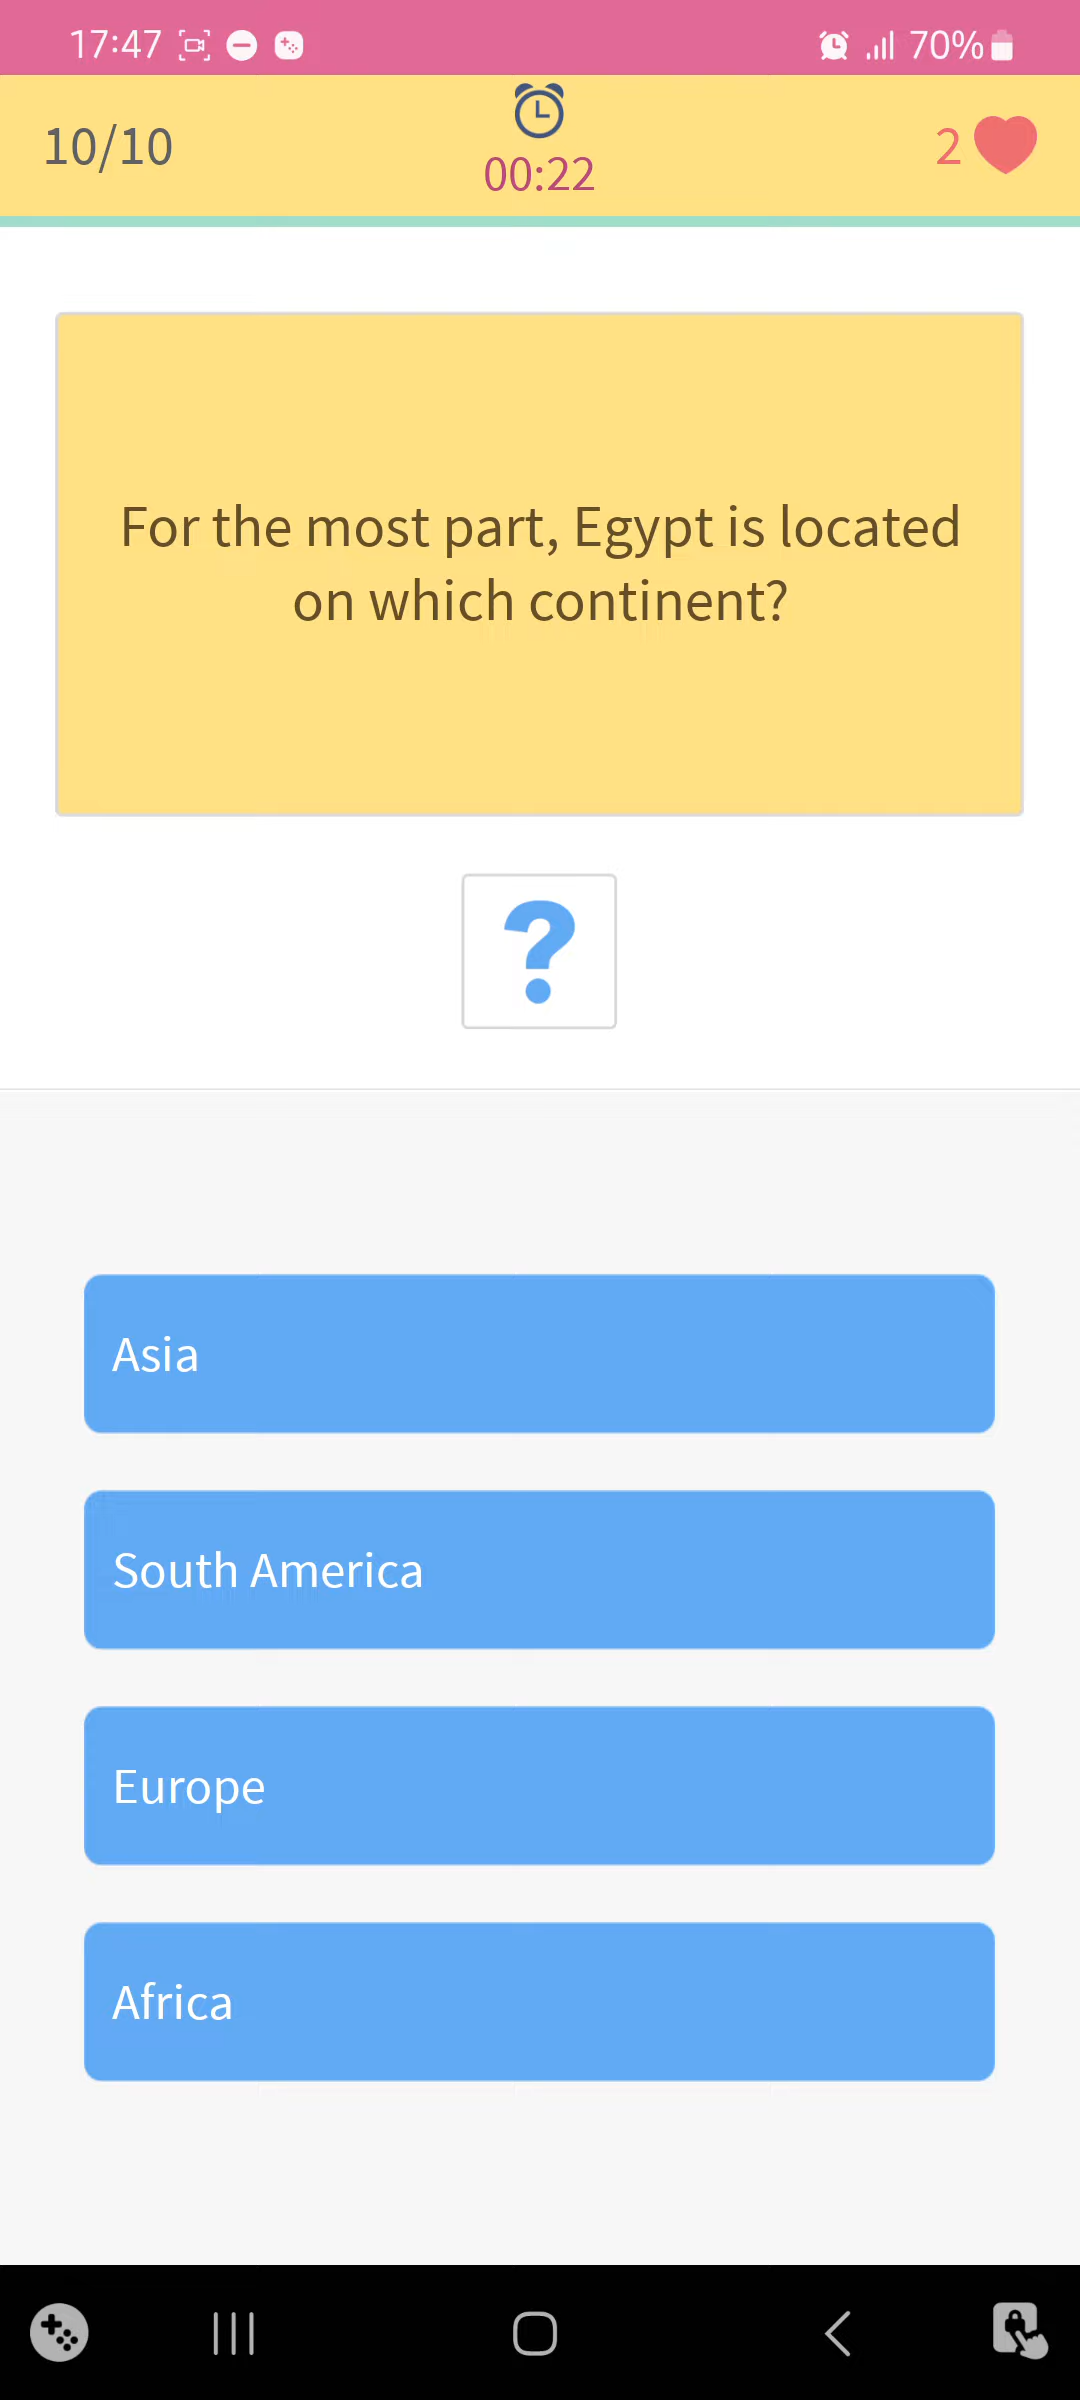 17:47 70%
10/10 00:22 2
For the most part, Egypt is located
on which continent?
?
Asia
South America
Europe
Africa